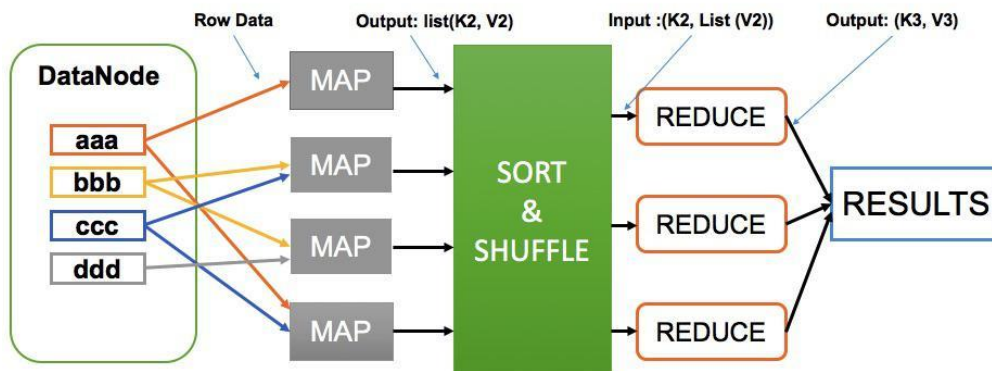 Row Data
Output: list(K2, V2)
Input :(K2, List (V2))
Output: (K3, V3)
DataNode
aaa
bbb
ccc
ddd
MAP
MAP
MAP
MAP
SORT
&
SHUFFLE
REDUCE
REDUCE
REDUCE
RESULTS